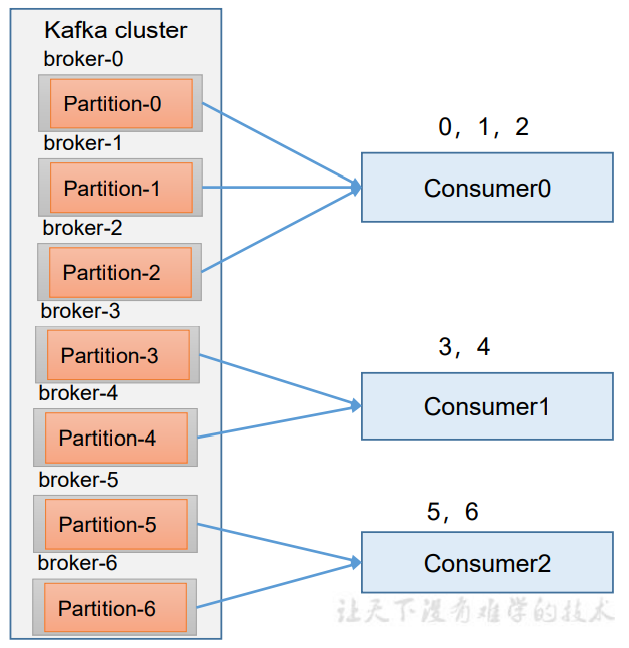 Kafka cluster
broker-0
Partition-0
broker-1
Partition-1
broker-2
Partition-2
broker-3
Partition-3
broker-4
Partition-4
broker-5
Partition-5
broker-6
Partition-6
0，1，2
Consumer0
3，4
Consumer1
5，6
Consumer2
让天下没有难学的技术